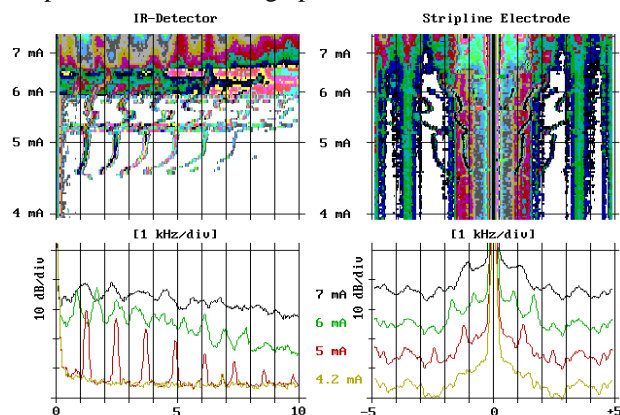 IR-Detector
Stripline Electrode
7 mA
6 mA
5 mA
4 mA
7 mA
6 mA
5 mA
4 mA
[1 kHz/div]
[1 kHz/div]
10 dB/div
10 dB/div
7 mA
6 mA
5 mA
4.2 mA
0
5
10
-5
0
+5